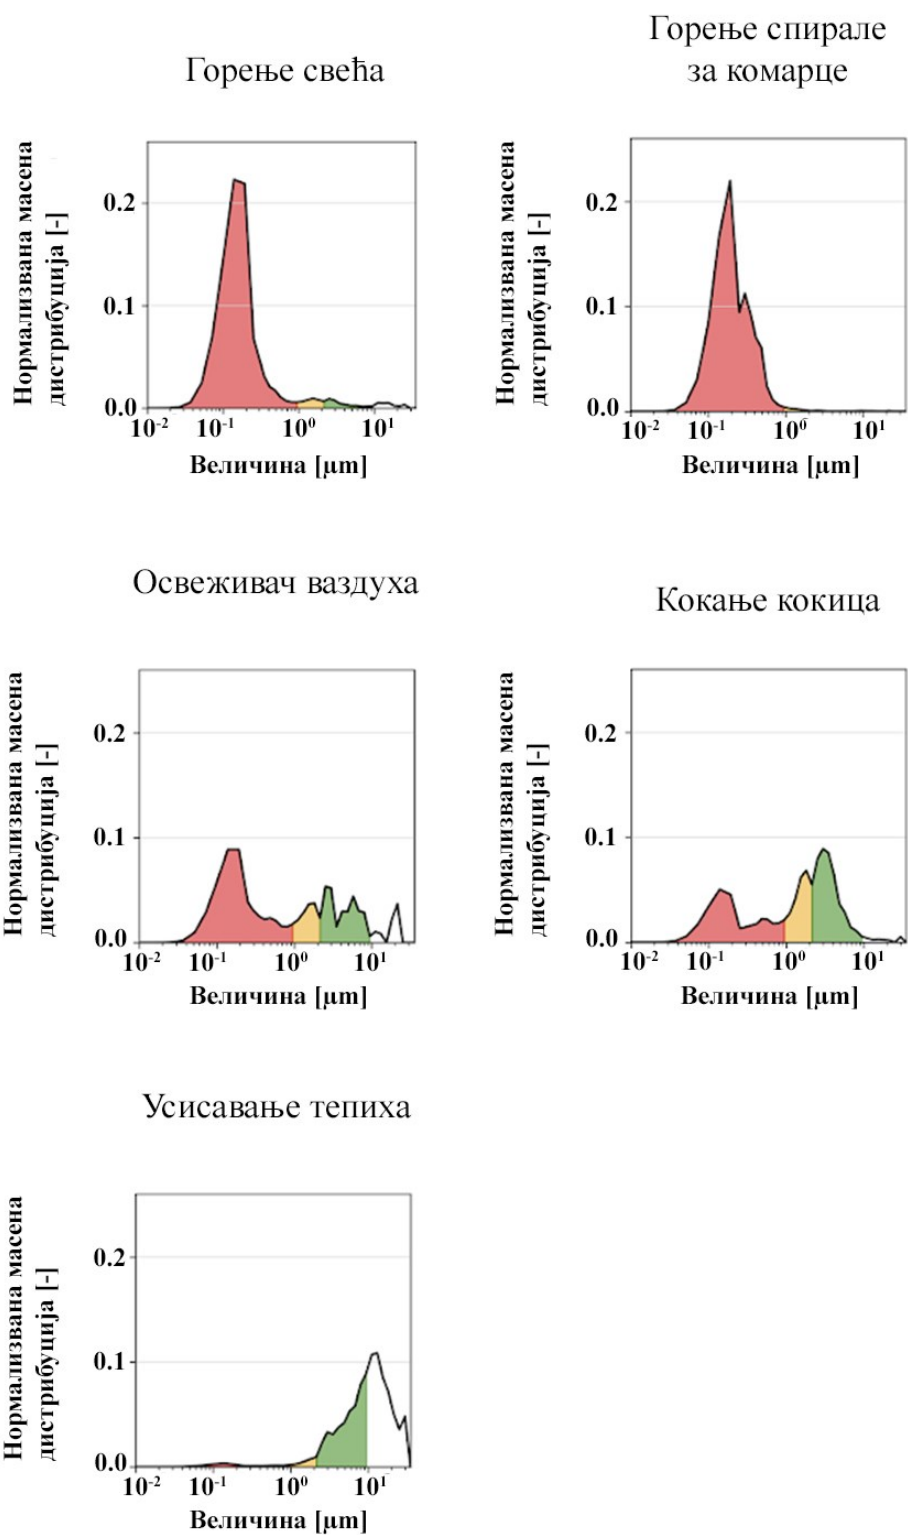 Горење свећа
Нормализвана масена
дистрибуција [-]
0.2
0.1
0.0
10-2 10-1 100 101
Величина [μm]
Горење спирале
за комарце
Нормализвана масена
дистрибуција [-]
0.2
0.1
0.0
10-2 10-1 100 101
Величина [μm]
Освеживач ваздуха
Нормализвана масена
дистрибуција [-]
0.2
0.1
0.0
10-2 10-1 100 101
Величина [μm]
Кокање кокица
Нормализвана масена
дистрибуција [-]
0.2
0.1
0.0
10-2 10-1 100 101
Величина [μm]
Усисавање тепиха
Нормализвана масена
дистрибуција [-]
0.2
0.1
0.0
10-2 10-1 100 101
Величина [μm]